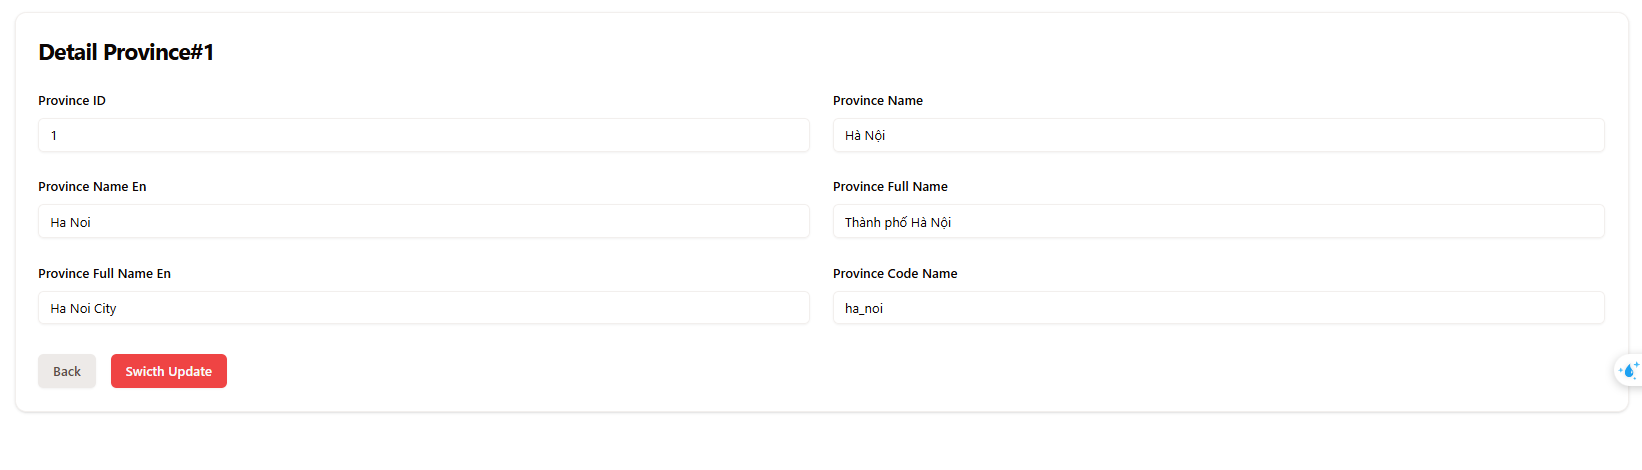 Detail Province#1
Province ID
Province Name
1
Hà Nội
Province Name En
Province Full Name
Ha Noi
Thành phố Hà Nội
Province Full Name En
Province Code Name
Ha Noi City
ha_noi
Back
Swicth Update